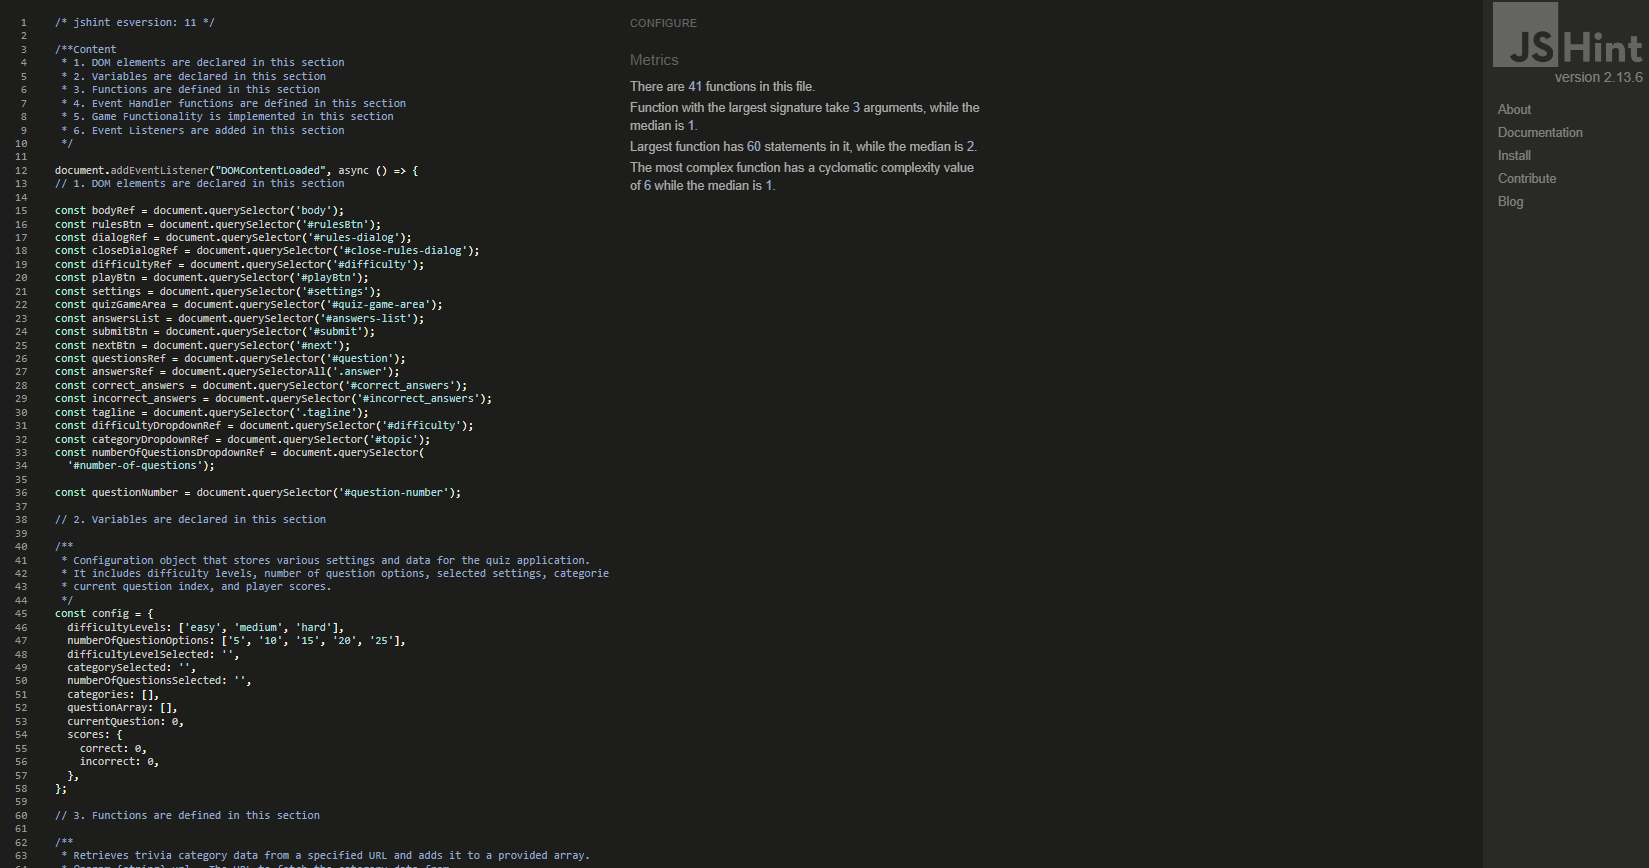 1 /* jshint esversion: 11 */
2
3 /**Content
4 * 1. DOM elements are declared in this section
5 * 2. Variables are declared in this section
6 * 3. Functions are defined in this section
7 * 4. Event Handler functions are defined in this section
8 * 5. Game Functionality is implemented in this section
9 * 6. Event Listeners are added in this section
10 */
11
12 document.addEventListener("DOMContentLoaded", async () => {
13 // 1. DOM elements are declared in this section
14
15 const bodyRef = document.querySelector('body');
16 const rulesBtn = document.querySelector('#rulesBtn');
17 const dialogRef = document.querySelector('#rules-dialog');
18 const closeDialogRef = document.querySelector('#close-rules-dialog');
19 const difficultyRef = document.querySelector('#difficulty');
20 const playBtn = document.querySelector('#playBtn');
21 const settings = document.querySelector('#settings');
22 const quizGameArea = document.querySelector('#quiz-game-area');
23 const answersList = document.querySelector('#answers-list');
24 const submitBtn = document.querySelector('#submit');
25 const nextBtn = document.querySelector('#next');
26 const questionsRef = document.querySelector('#question');
27 const answersRef = document.querySelectorAll('.answer');
28 const correct_answers = document.querySelector('#correct_answers');
29 const incorrect_answers = document.querySelector('#incorrect_answers');
30 const tagline = document.querySelector('.tagline');
31 const difficultyDropdownRef = document.querySelector('#difficulty');
32 const categoryDropdownRef = document.querySelector('#topic');
33 const numberOfQuestionsDropdownRef = document.querySelector(
34 '#number-of-questions');
35
36 const questionNumber = document.querySelector('#question-number');
37
38 // 2. Variables are declared in this section
39
40 /**
41 * Configuration object that stores various settings and data for the quiz application.
42 * It includes difficulty levels, number of question options, selected settings, categorie
43 * current question index, and player scores.
44 */
45 const config = {
46 difficultyLevels: ['easy', 'medium', 'hard'],
47 numberOfQuestionOptions: ['5', '10', '15', '20', '25'],
48 difficultyLevelSelected: '',
49 categorySelected: '',
50 numberOfQuestionsSelected: '',
51 categories: [],
52 questionArray: [],
53 currentQuestion: 0,
54 scores: {
55 correct: 0,
56 incorrect: 0,
57 },
58 };
59
60 // 3. Functions are defined in this section
61
62 /**
63 * Retrieves trivia category data from a specified URL and adds it to a provided array.
CONFIGURE
Metrics
There are 41 functions in this file.
Function with the largest signature take 3 arguments, while the
median is 1.
Largest function has 60 statements in it, while the median is 2.
The most complex function has a cyclomatic complexity value
of 6 while the median is 1.
JSHint
version 2.13.6
About
Documentation
Install
Contribute
Blog